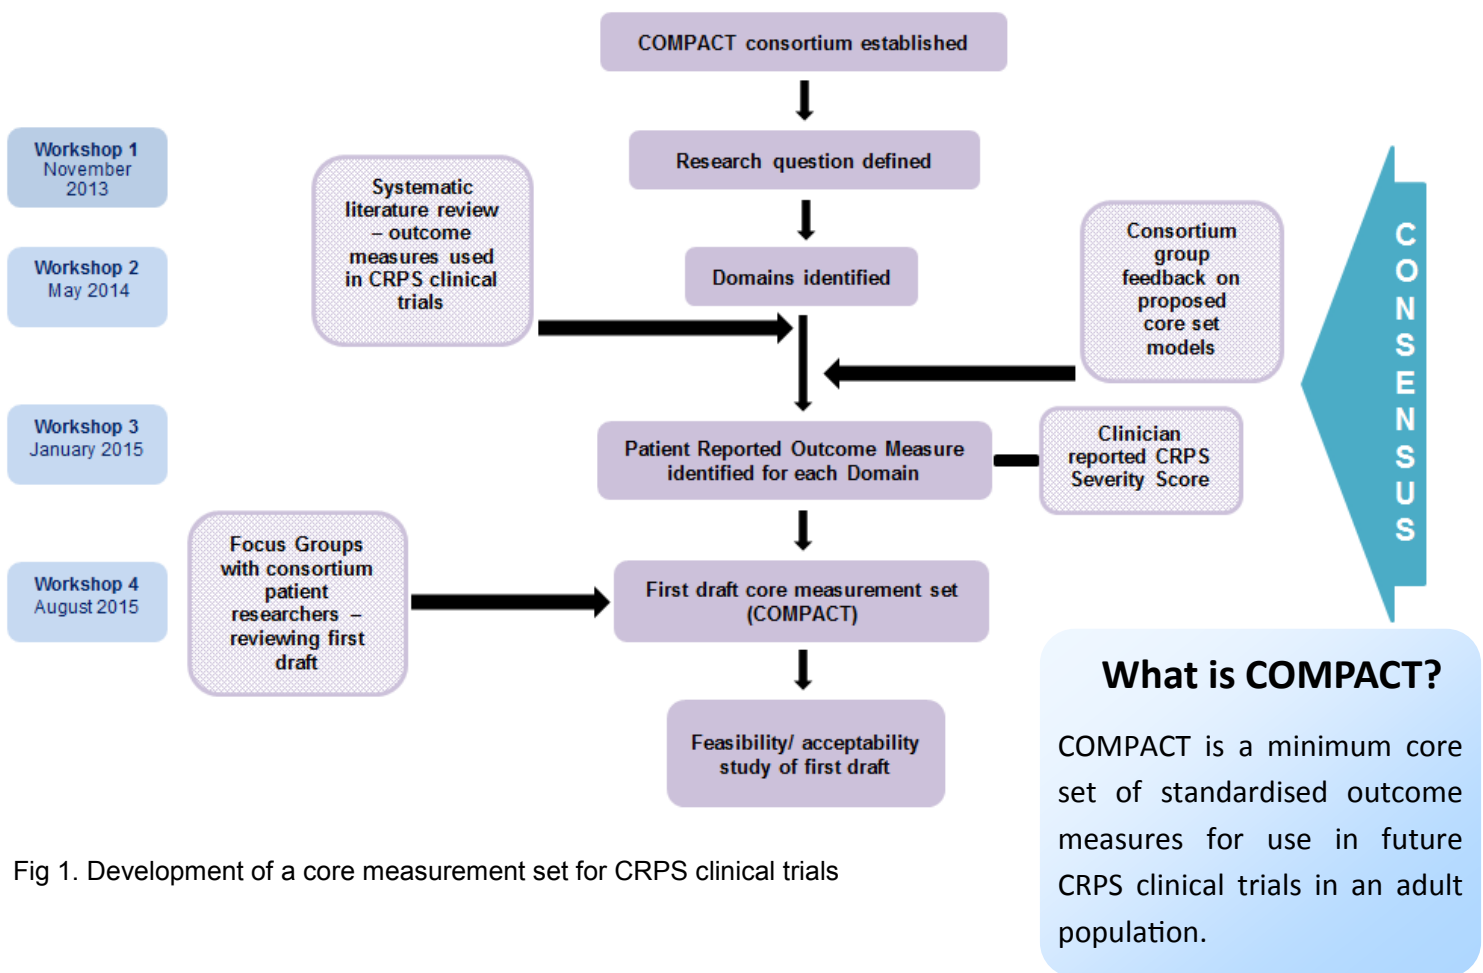 COMPACT consortium established
Workshop 1
November
2013
Research question defined
Systematic
literature review
– outcome
measures used
in CRPS clinical
trials
Consortium
group
feedback on
proposed
core set
models
Workshop 2
May 2014
Domains identified
Workshop 3
January 2015
Patient Reported Outcome Measure
identified for each Domain
Clinician
reported CRPS
Severity Score
C
O
N
S
E
N
S
U
S
Workshop 4
August 2015
Focus Groups
with consortium
patient
researchers –
reviewing first
draft
First draft core measurement set
(COMPACT)
Feasibility/ acceptability
study of first draft
What is COMPACT?
COMPACT is a minimum core
set of standardised outcome
measures for use in future
CRPS clinical trials in an adult
population.
Fig 1. Development of a core measurement set for CRPS clinical trials